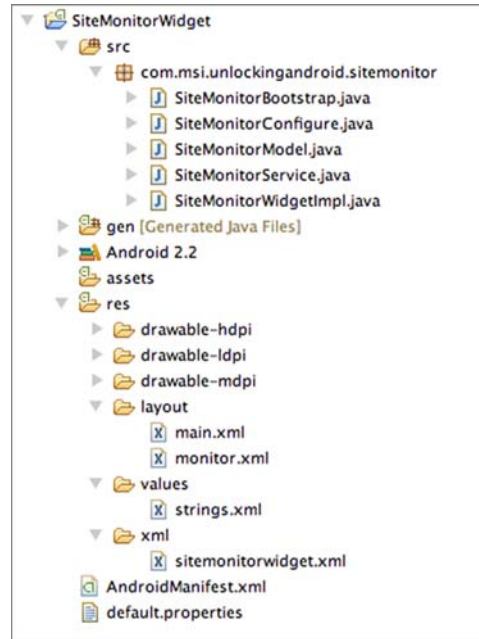 SiteMonitorWidget
src
com.msi.unlockingandroid.sitemonitor
SiteMonitorBootstrap.java
SiteMonitorConfigure.java
SiteMonitorModel.java
SiteMonitorService.java
SiteMonitorWidgetImpl.java
gen [Generated Java Files]
Android 2.2
assets
res
drawable-hdpi
drawable-ldpi
drawable-mdpi
layout
main.xml
monitor.xml
values
strings.xml
xml
sitemonitorwidget.xml
AndroidManifest.xml
default.properties